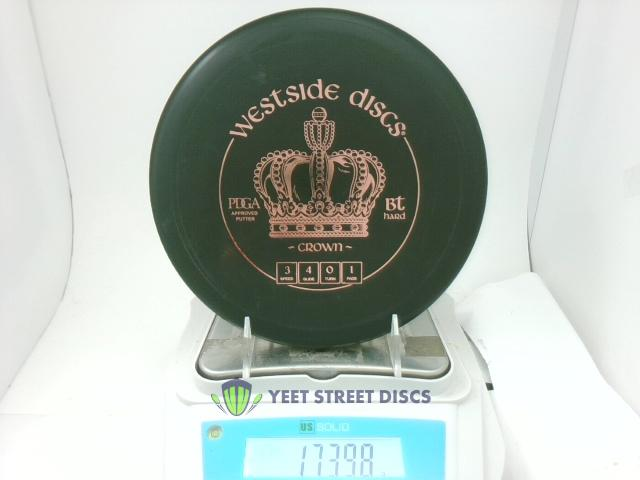 Westside Discs
PDGA
APPROVED
PUTTER
BT
hard
~ CROWN ~
3 4 0 1
SPEED GLIDE TURN FADE
YEET STREET DISCS
US SOLID
173.98